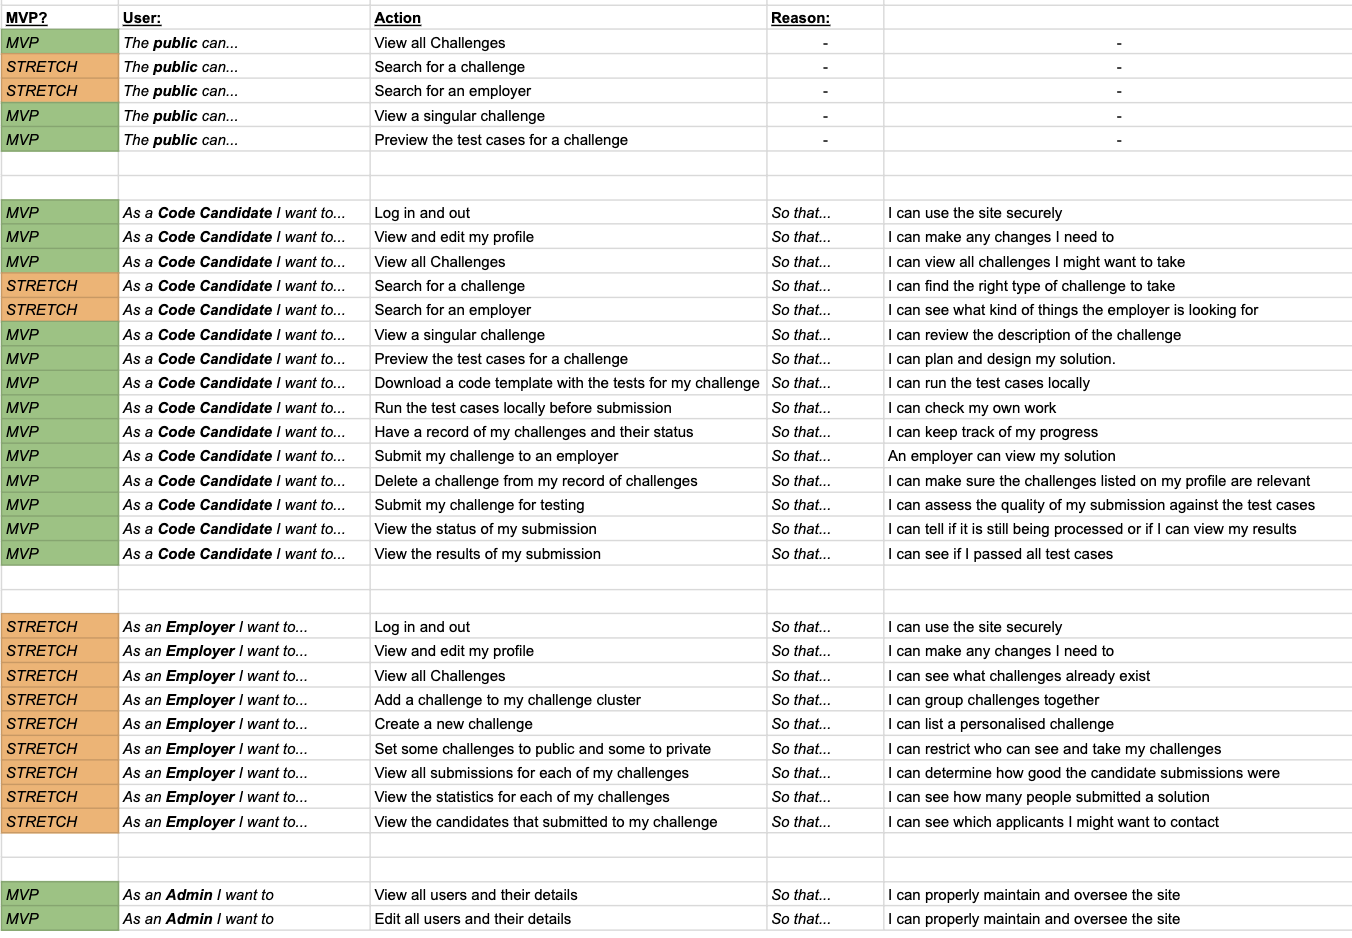 MVP? User: Action Reason:
MVP The public can... View all Challenges - -
STRETCH The public can... Search for a challenge - -
STRETCH The public can... Search for an employer - -
MVP The public can... View a singular challenge - -
MVP The public can... Preview the test cases for a challenge - -
MVP As a Code Candidate I want to... Log in and out So that... I can use the site securely
MVP As a Code Candidate I want to... View and edit my profile So that... I can make any changes I need to
MVP As a Code Candidate I want to... View all Challenges So that... I can view all challenges I might want to take
STRETCH As a Code Candidate I want to... Search for a challenge So that... I can find the right type of challenge to take
STRETCH As a Code Candidate I want to... Search for an employer So that... I can see what kind of things the employer is looking for
MVP As a Code Candidate I want to... View a singular challenge So that... I can review the description of the challenge
MVP As a Code Candidate I want to... Preview the test cases for a challenge So that... I can plan and design my solution.
MVP As a Code Candidate I want to... Download a code template with the tests for my challenge So that... I can run the test cases locally
MVP As a Code Candidate I want to... Run the test cases locally before submission So that... I can check my own work
MVP As a Code Candidate I want to... Have a record of my challenges and their status So that... I can keep track of my progress
MVP As a Code Candidate I want to... Submit my challenge to an employer So that... An employer can view my solution
MVP As a Code Candidate I want to... Delete a challenge from my record of challenges So that... I can make sure the challenges listed on my profile are relevant
MVP As a Code Candidate I want to... Submit my challenge for testing So that... I can assess the quality of my submission against the test cases
MVP As a Code Candidate I want to... View the status of my submission So that... I can tell if it is still being processed or if I can view my results
MVP As a Code Candidate I want to... View the results of my submission So that... I can see if I passed all test cases
STRETCH As an Employer I want to... Log in and out So that... I can use the site securely
STRETCH As an Employer I want to... View and edit my profile So that... I can make any changes I need to
STRETCH As an Employer I want to... View all Challenges So that... I can see what challenges already exist
STRETCH As an Employer I want to... Add a challenge to my challenge cluster So that... I can group challenges together
STRETCH As an Employer I want to... Create a new challenge So that... I can list a personalised challenge
STRETCH As an Employer I want to... Set some challenges to public and some to private So that... I can restrict who can see and take my challenges
STRETCH As an Employer I want to... View all submissions for each of my challenges So that... I can determine how good the candidate submissions were
STRETCH As an Employer I want to... View the statistics for each of my challenges So that... I can see how many people submitted a solution
STRETCH As an Employer I want to... View the candidates that submitted to my challenge So that... I can see which applicants I might want to contact
MVP As an Admin I want to View all users and their details So that... I can properly maintain and oversee the site
MVP As an Admin I want to Edit all users and their details So that... I can properly maintain and oversee the site